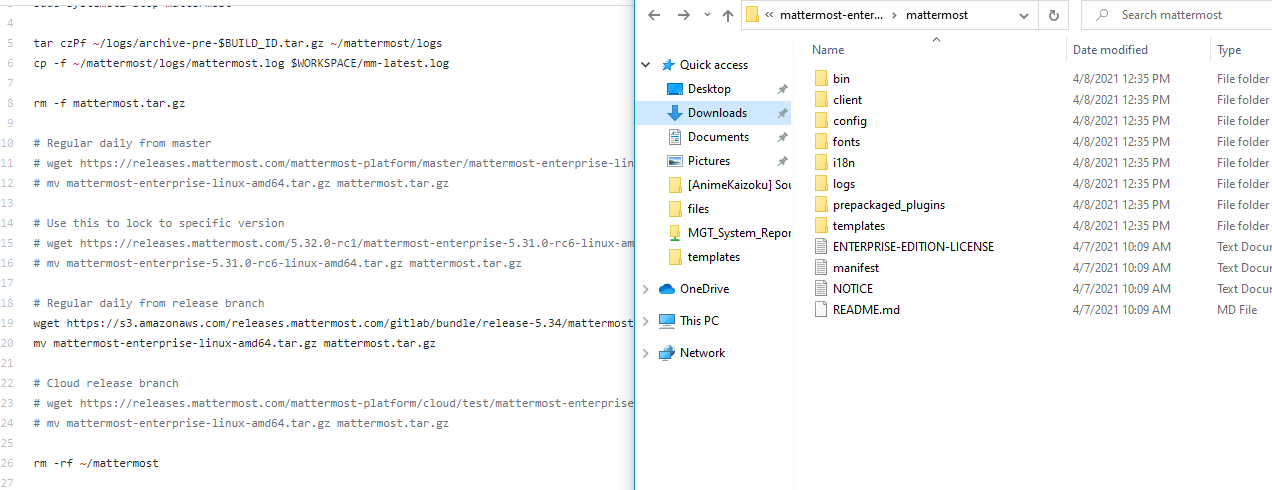 4
5 tar czPf ~/logs/archive-pre-$BUILD_ID.tar.gz ~/mattermost/logs
6 cp -f ~/mattermost/logs/mattermost.log $WORKSPACE/mm-latest.log
7
8 rm -f mattermost.tar.gz
9
10 # Regular daily from master
11 # wget https://releases.mattermost.com/mattermost-platform/master/mattermost-enterprise-lin
12 # mv mattermost-enterprise-linux-amd64.tar.gz mattermost.tar.gz
13
14 # Use this to lock to specific version
15 # wget https://releases.mattermost.com/5.32.0-rc1/mattermost-enterprise-5.31.0-rc6-linux-am
16 # mv mattermost-enterprise-5.31.0-rc6-linux-amd64.tar.gz mattermost.tar.gz
17
18 # Regular daily from release branch
19 wget https://s3.amazonaws.com/releases.mattermost.com/gitlab/bundle/release-5.34/mattermost
20 mv mattermost-enterprise-linux-amd64.tar.gz mattermost.tar.gz
21
22 # Cloud release branch
23 # wget https://releases.mattermost.com/mattermost-platform/cloud/test/mattermost-enterprise
24 # mv mattermost-enterprise-linux-amd64.tar.gz mattermost.tar.gz
25
26 rm -rf ~/mattermost
27
« mattermost-enter... › mattermost
Search mattermost
Quick access
Desktop
Downloads
Documents
Pictures
[AnimeKaizoku] Sou
files
MGT_System_Repor
templates
OneDrive
This PC
Network
Name Date modified Type
bin 4/8/2021 12:35 PM File folder
client 4/8/2021 12:35 PM File folder
config 4/8/2021 12:35 PM File folder
fonts 4/8/2021 12:35 PM File folder
i18n 4/8/2021 12:35 PM File folder
logs 4/8/2021 12:35 PM File folder
prepackaged_plugins 4/8/2021 12:35 PM File folder
templates 4/8/2021 12:35 PM File folder
ENTERPRISE-EDITION-LICENSE 4/7/2021 10:09 AM Text Docu
manifest 4/7/2021 10:09 AM Text Docu
NOTICE 4/7/2021 10:09 AM Text Docu
README.md 4/7/2021 10:09 AM MD File